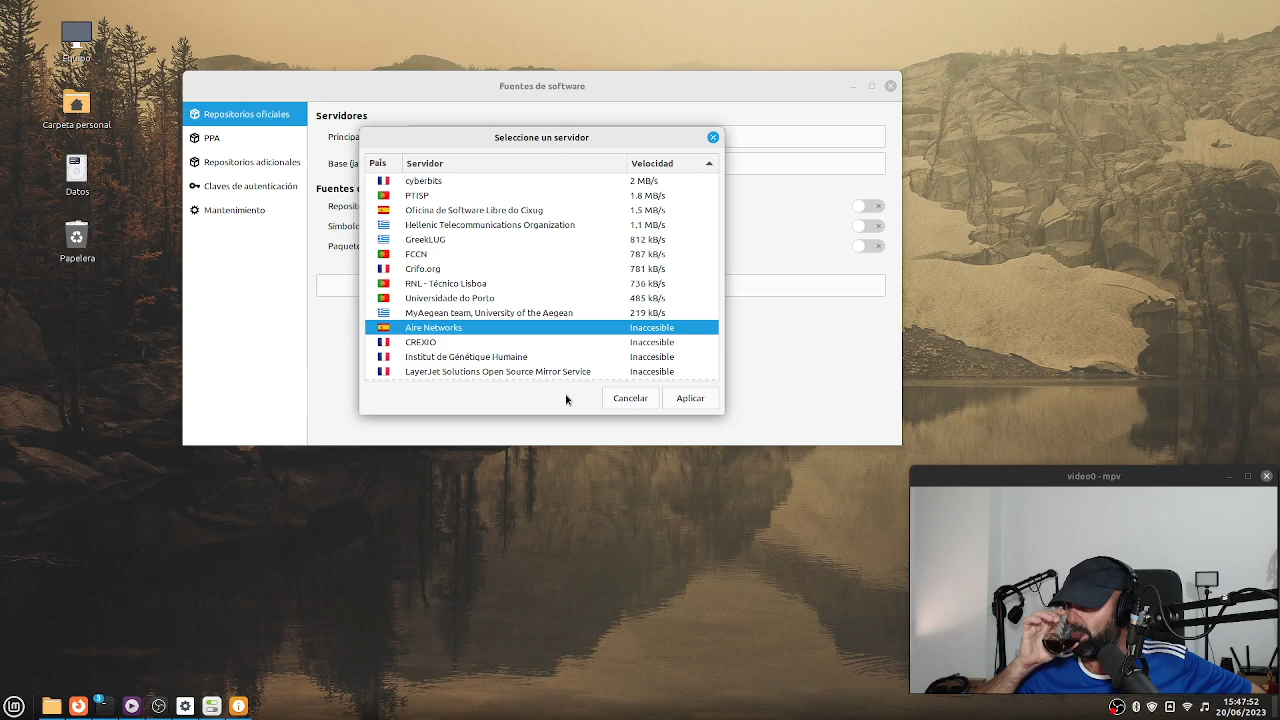 Equipo
Carpeta personal
Datos
Papelera
Fuentes de software
Repositorios oficiales
PPA
Repositorios adicionales
Claves de autenticación
Mantenimiento
Servidores
Principa
Base (ja
Fuentes
Reposit
Símbolo
Paquete
Seleccione un servidor
País Servidor Velocidad
cyberbits 2 MB/s
PTISP 1.8 MB/s
Oficina de Software Libre do Cixug 1.5 MB/s
Hellenic Telecommunications Organization 1.1 MB/s
GreekLUG 812 kB/s
FCCN 787 kB/s
Crifo.org 781 kB/s
RNL - Técnico Lisboa 736 kB/s
Universidade do Porto 485 kB/s
MyAegean team, University of the Aegean 219 kB/s
Aire Networks Inaccesible
CREXIO Inaccesible
Institut de Génétique Humaine Inaccesible
LayerJet Solutions Open Source Mirror Service Inaccesible
Cancelar Aplicar
video0 - mpv
3
15:47:52
20/06/2023